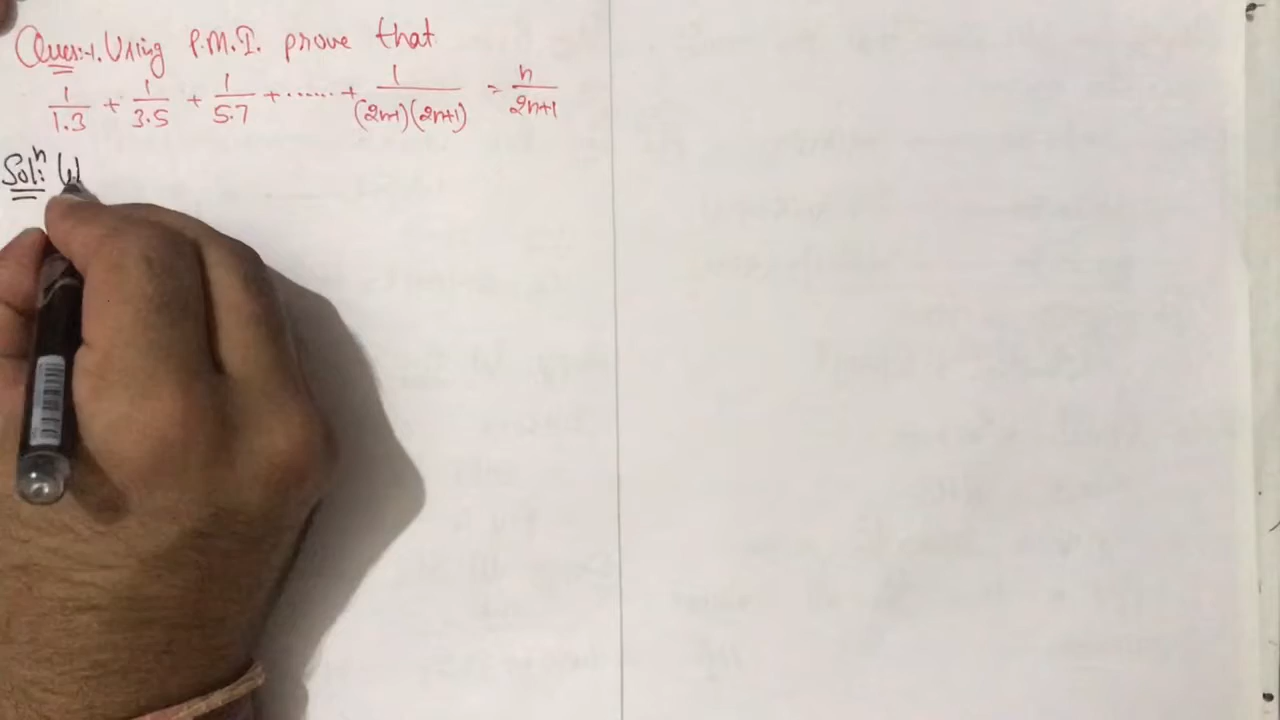 Ques:-1. Using P.M.I. prove that
1/1.3 + 1/3.5 + 1/5.7 + ...... + 1/(2n-1)(2n+1) = n/2n+1
Solⁿ: